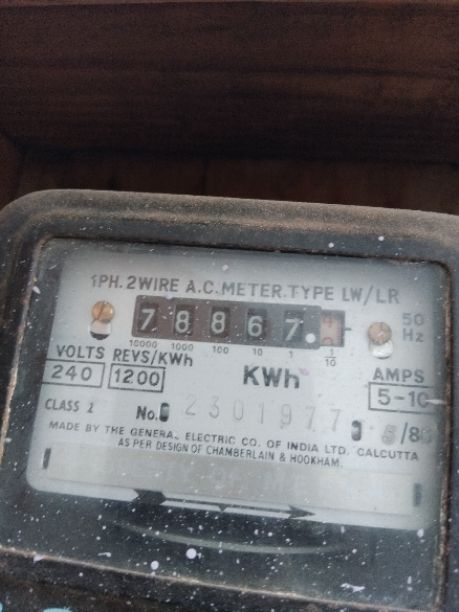 1PH. 2WIRE A.C. METER. TYPE LW/LR
7 8 8 6 7
50 Hz
10000 1000 100 10 1 1/10
VOLTS REVS/KWh KWh AMPS
240 1200 5-10
CLASS 2 No. 2301977
MADE BY THE GENERAL ELECTRIC CO. OF INDIA LTD. CALCUTTA
AS PER DESIGN OF CHAMBERLAIN & HOOKHAM.